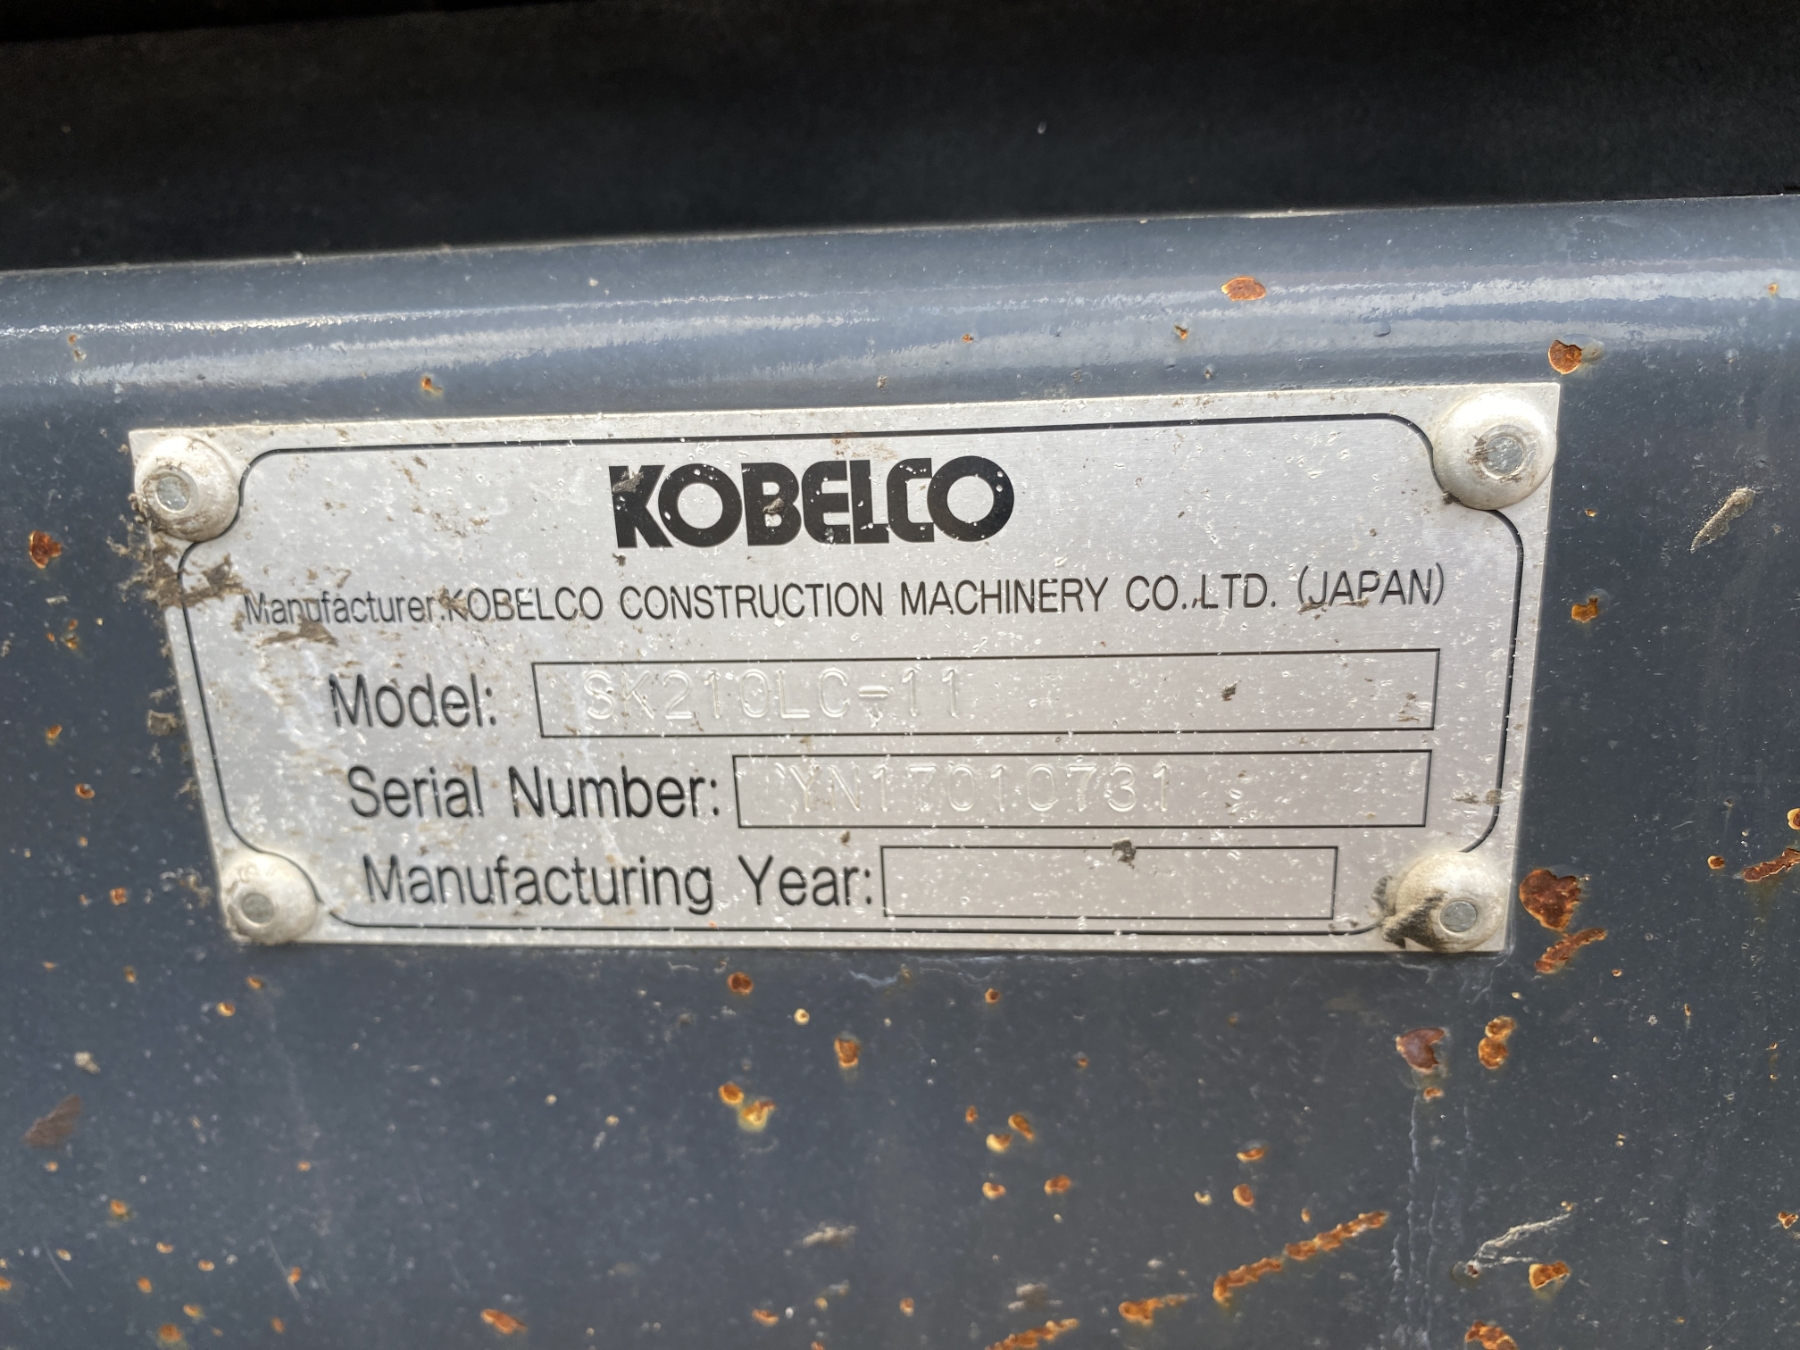 KOBELCO
Manufacturer:KOBELCO CONSTRUCTION MACHINERY CO.,LTD. (JAPAN)
Model: SK210LC-11
Serial Number: YN17010731
Manufacturing Year: